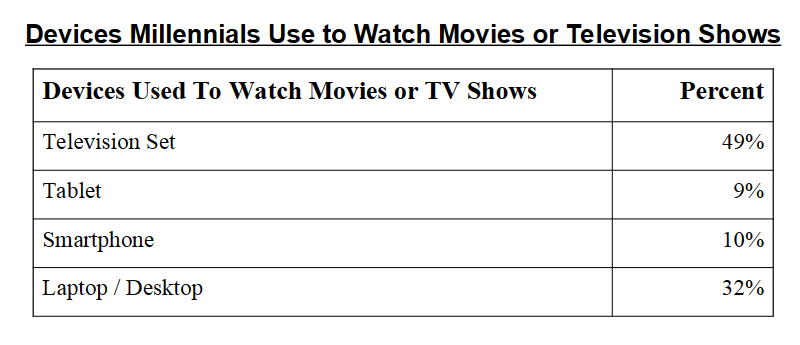 Devices Millennials Use to Watch Movies or Television Shows
Devices Used To Watch Movies or TV Shows Percent
Television Set 49%
Tablet 9%
Smartphone 10%
Laptop / Desktop 32%